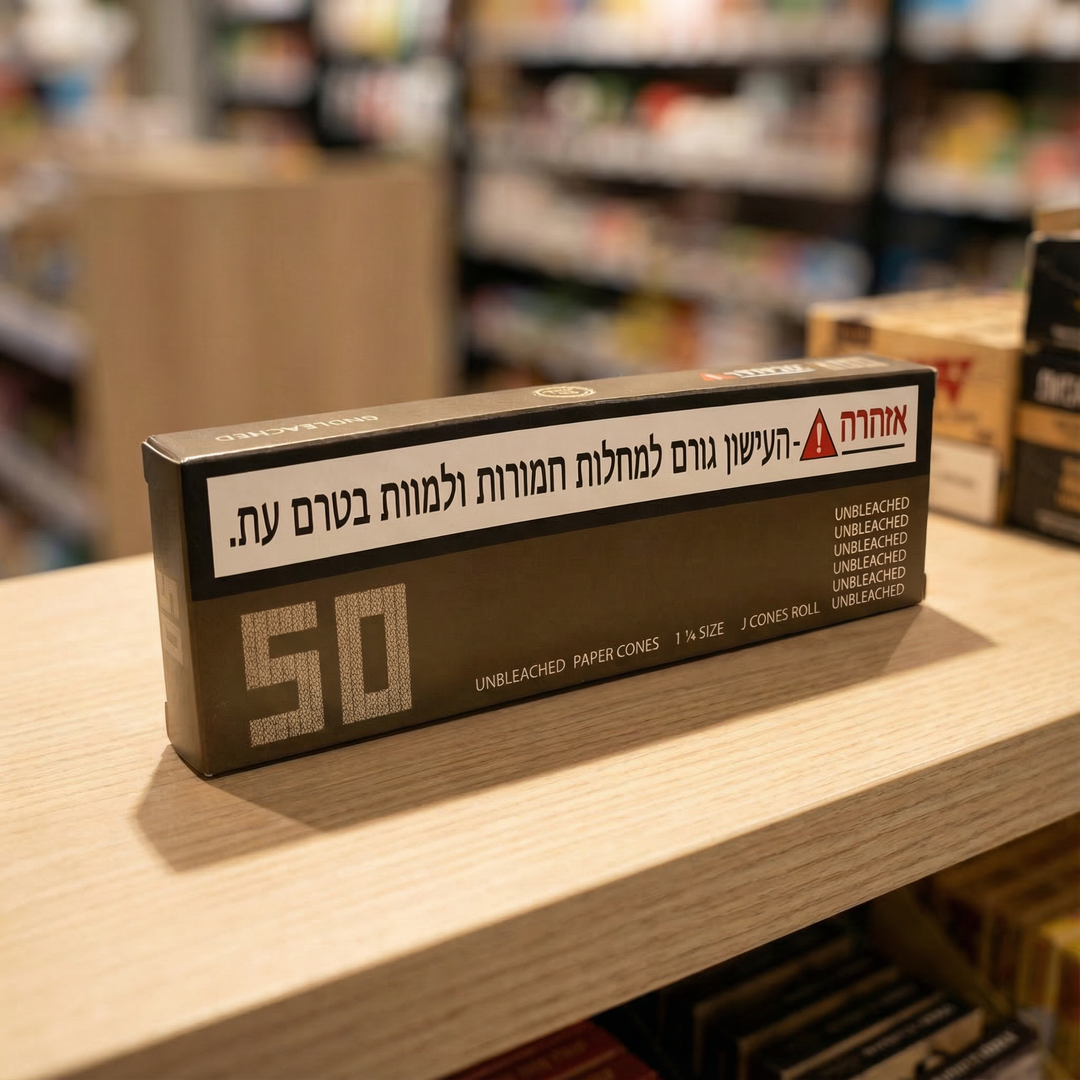 אזהרה - העישון גורם למחלות חמורות ולמוות בטרם עת.
UNBLEACHED
UNBLEACHED
UNBLEACHED
UNBLEACHED
UNBLEACHED
UNBLEACHED
50
UNBLEACHED PAPER CONES 1 ¼ SIZE J CONES ROLL